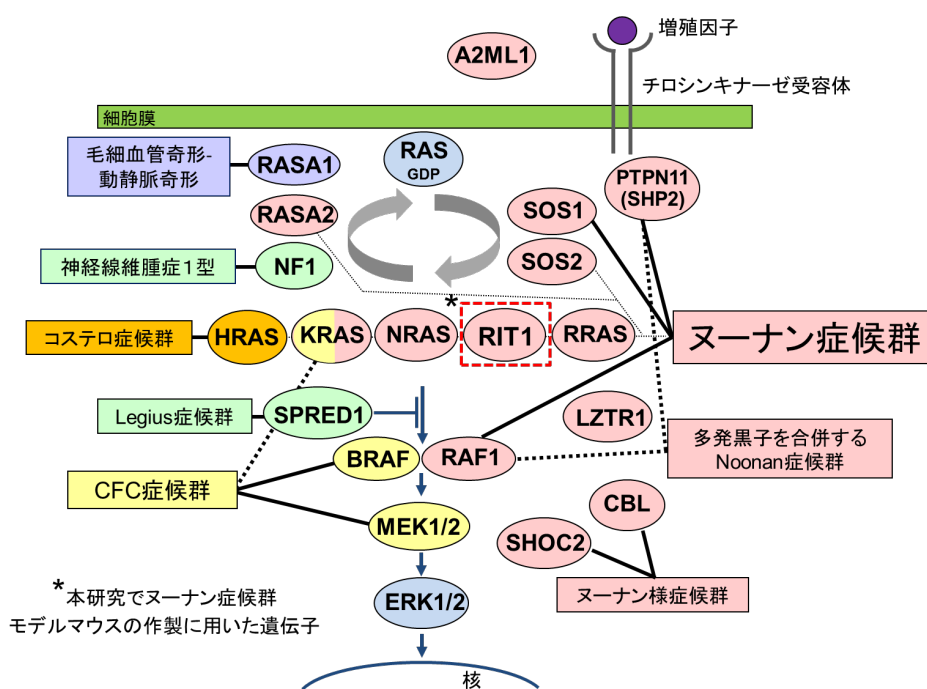 増殖因子
A2ML1
チロシンキナーゼ受容体
細胞膜
毛細血管奇形-
動静脈奇形
RASA1
RAS
GDP
PTPN11
(SHP2)
RASA2
SOS1
神経線維腫症１型
NF1
SOS2
*
コステロ症候群
HRAS
KRAS
NRAS
RIT1
RRAS
ヌーナン症候群
Legius症候群
SPRED1
LZTR1
BRAF
RAF1
多発黒子を合併する
Noonan症候群
CFC症候群
MEK1/2
CBL
SHOC2
*本研究でヌーナン症候群
モデルマウスの作製に用いた遺伝子
ERK1/2
ヌーナン様症候群
核